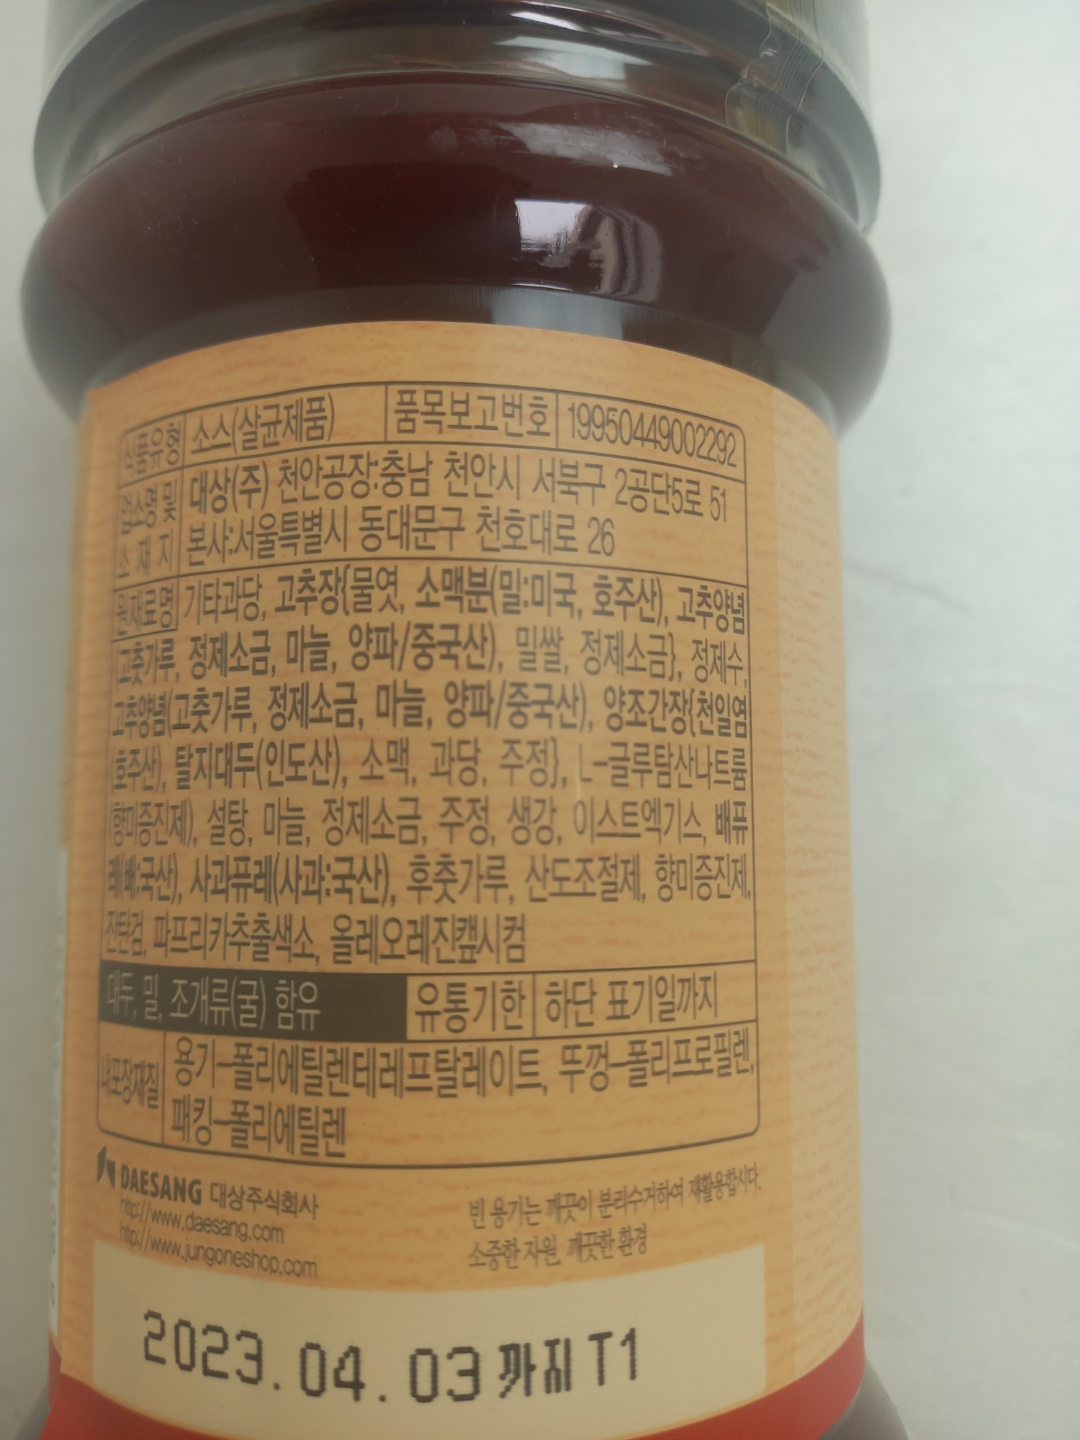 식품유형 소스(살균제품) 품목보고번호 19950449002292
업소명 및 대상(주) 천안공장:충남 천안시 서북구 2공단5로 51
소 재 지 본사:서울특별시 동대문구 천호대로 26
원재료명 기타과당, 고추장{물엿, 소맥분(밀:미국, 호주산), 고추양념
(고춧가루, 정제소금, 마늘, 양파/중국산), 밀쌀, 정제소금}, 정제수,
고추양념(고춧가루, 정제소금, 마늘, 양파/중국산), 양조간장{천일염
(호주산), 탈지대두(인도산), 소맥, 과당, 주정}, L-글루탐산나트륨
(향미증진제), 설탕, 마늘, 정제소금, 주정, 생강, 이스트엑기스, 배퓨
레(배:국산), 사과퓨레(사과:국산), 후춧가루, 산도조절제, 향미증진제,
잔탄검, 파프리카추출색소, 올레오레진캪시컴
대두, 밀, 조개류(굴) 함유 유통기한 하단 표기일까지
내포장재질 용기-폴리에틸렌테레프탈레이트, 뚜껑-폴리프로필렌,
패킹-폴리에틸렌
DAESANG 대상주식회사
http://www.daesang.com
http://www.jungoneshop.com
빈 용기는 깨끗이 분리수거하여 재활용합시다.
소중한 자원, 깨끗한 환경
2023.04.03까지 T1